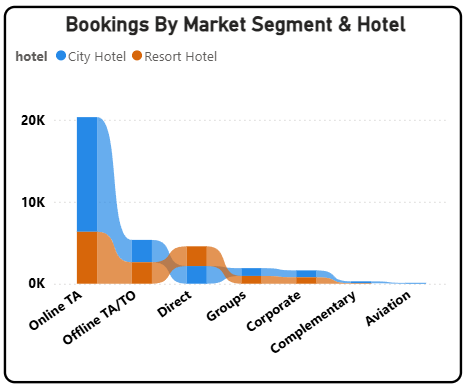 Bookings By Market Segment & Hotel
hotel City Hotel Resort Hotel
20K
10K
0K
Online TA
Offline TA/TO
Direct
Groups
Corporate
Complementary
Aviation